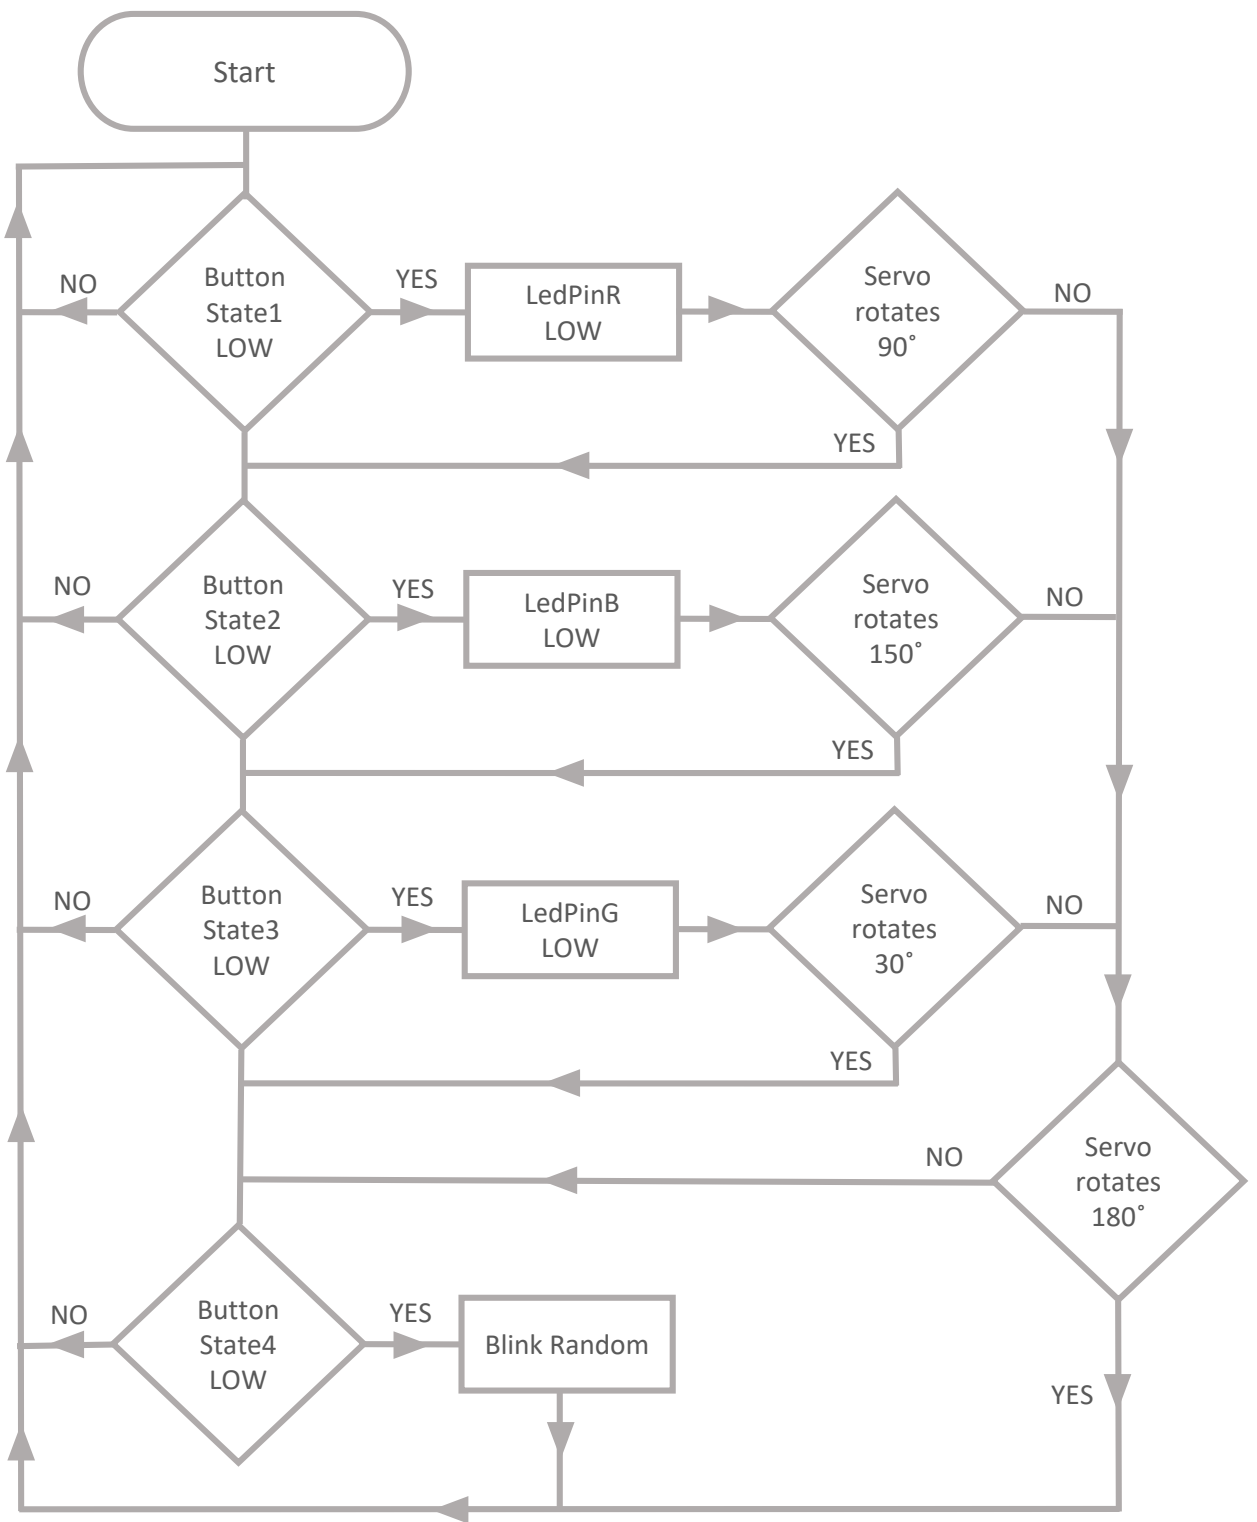 Start
Button
State1
LOW
NO
YES
LedPinR
LOW
Servo
rotates
90°
NO
YES
Button
State2
LOW
NO
YES
LedPinB
LOW
Servo
rotates
150°
NO
YES
Button
State3
LOW
NO
YES
LedPinG
LOW
Servo
rotates
30°
NO
YES
Servo
rotates
180°
NO
YES
Button
State4
LOW
NO
YES
Blink Random